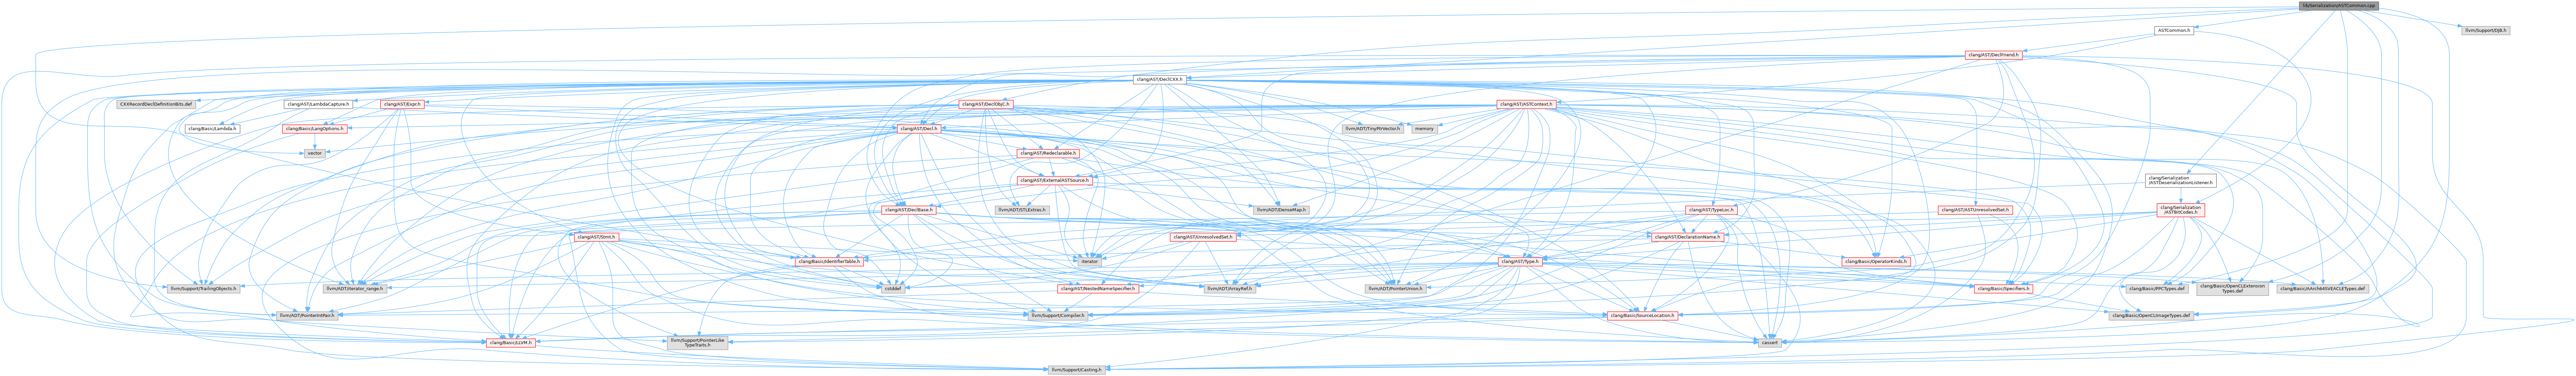 lib/Serialization/ASTCommon.cpp
ASTCommon.h
llvm/Support/DJB.h
clang/AST/DeclFriend.h
clang/AST/DeclCXX.h
CXXRecordDeclDefinitionBits.def
clang/AST/LambdaCapture.h
clang/AST/Expr.h
clang/AST/DeclObjC.h
clang/AST/ASTContext.h
clang/Basic/Lambda.h
clang/Basic/LangOptions.h
clang/AST/Decl.h
llvm/ADT/TinyPtrVector.h
memory
vector
clang/AST/Redeclarable.h
clang/AST/ExternalASTSource.h
clang/Serialization
/ASTDeserializationListener.h
clang/AST/DeclBase.h
llvm/ADT/STLExtras.h
llvm/ADT/DenseMap.h
clang/AST/TypeLoc.h
clang/AST/ASTUnresolvedSet.h
clang/Serialization
/ASTBitCodes.h
clang/AST/Stmt.h
clang/AST/UnresolvedSet.h
clang/AST/DeclarationName.h
clang/Basic/IdentifierTable.h
iterator
clang/AST/Type.h
clang/Basic/OperatorKinds.h
llvm/Support/TrailingObjects.h
llvm/ADT/iterator_range.h
cstddef
clang/AST/NestedNameSpecifier.h
llvm/ADT/ArrayRef.h
llvm/ADT/PointerUnion.h
clang/Basic/Specifiers.h
clang/Basic/PPCTypes.def
clang/Basic/OpenCLExtension
Types.def
clang/Basic/AArch64SVEACLETypes.def
llvm/ADT/PointerIntPair.h
llvm/Support/Compiler.h
clang/Basic/SourceLocation.h
clang/Basic/OpenCLImageTypes.def
clang/Basic/LLVM.h
llvm/Support/PointerLike
TypeTraits.h
cassert
llvm/Support/Casting.h